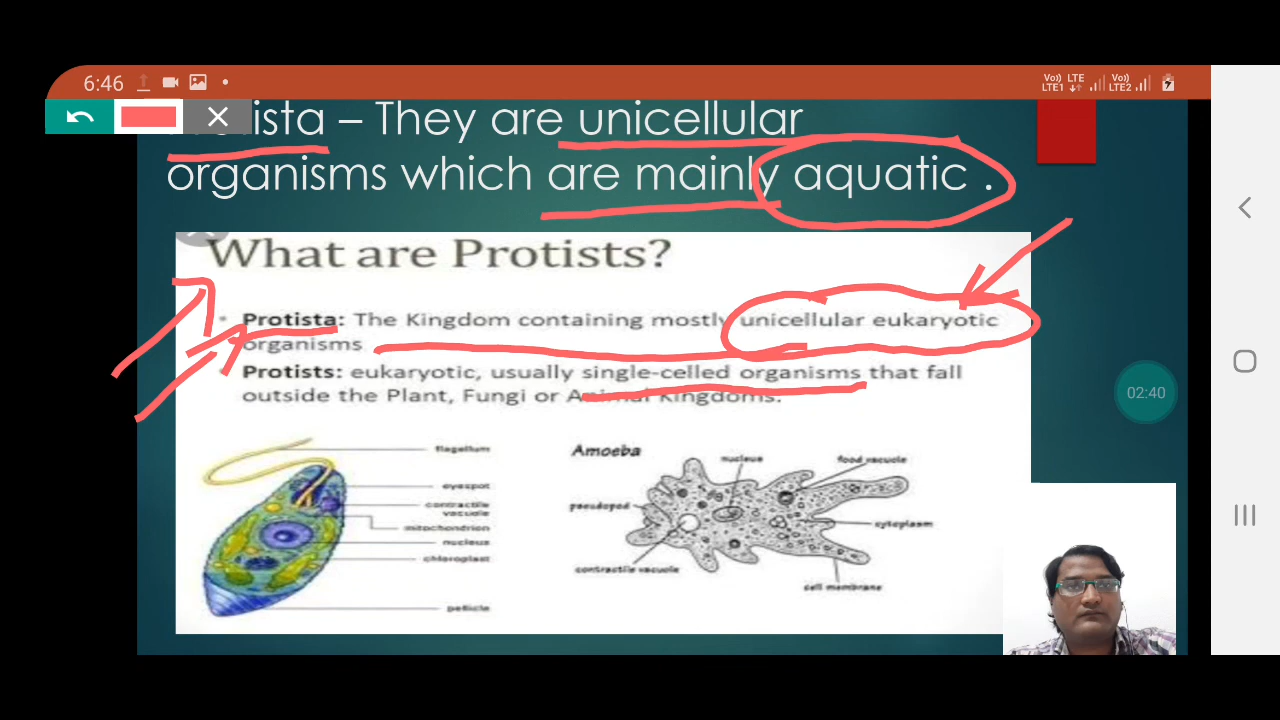 6:46
Vo)) LTE Vo))
LTE1 LTE2
ista – They are unicellular
organisms which are mainly aquatic .
What are Protists?
Protista: The Kingdom containing mostly unicellular eukaryotic
organisms
Protists: eukaryotic, usually single-celled organisms that fall
outside the Plant, Fungi or Animal Kingdoms.
02:40
flagellum
eyespot
contractile
vacuole
mitochondrion
nucleus
chloroplast
pellicle
Amoeba
nucleus
food vacuole
pseudopod
cytoplasm
contractile vacuole
cell membrane